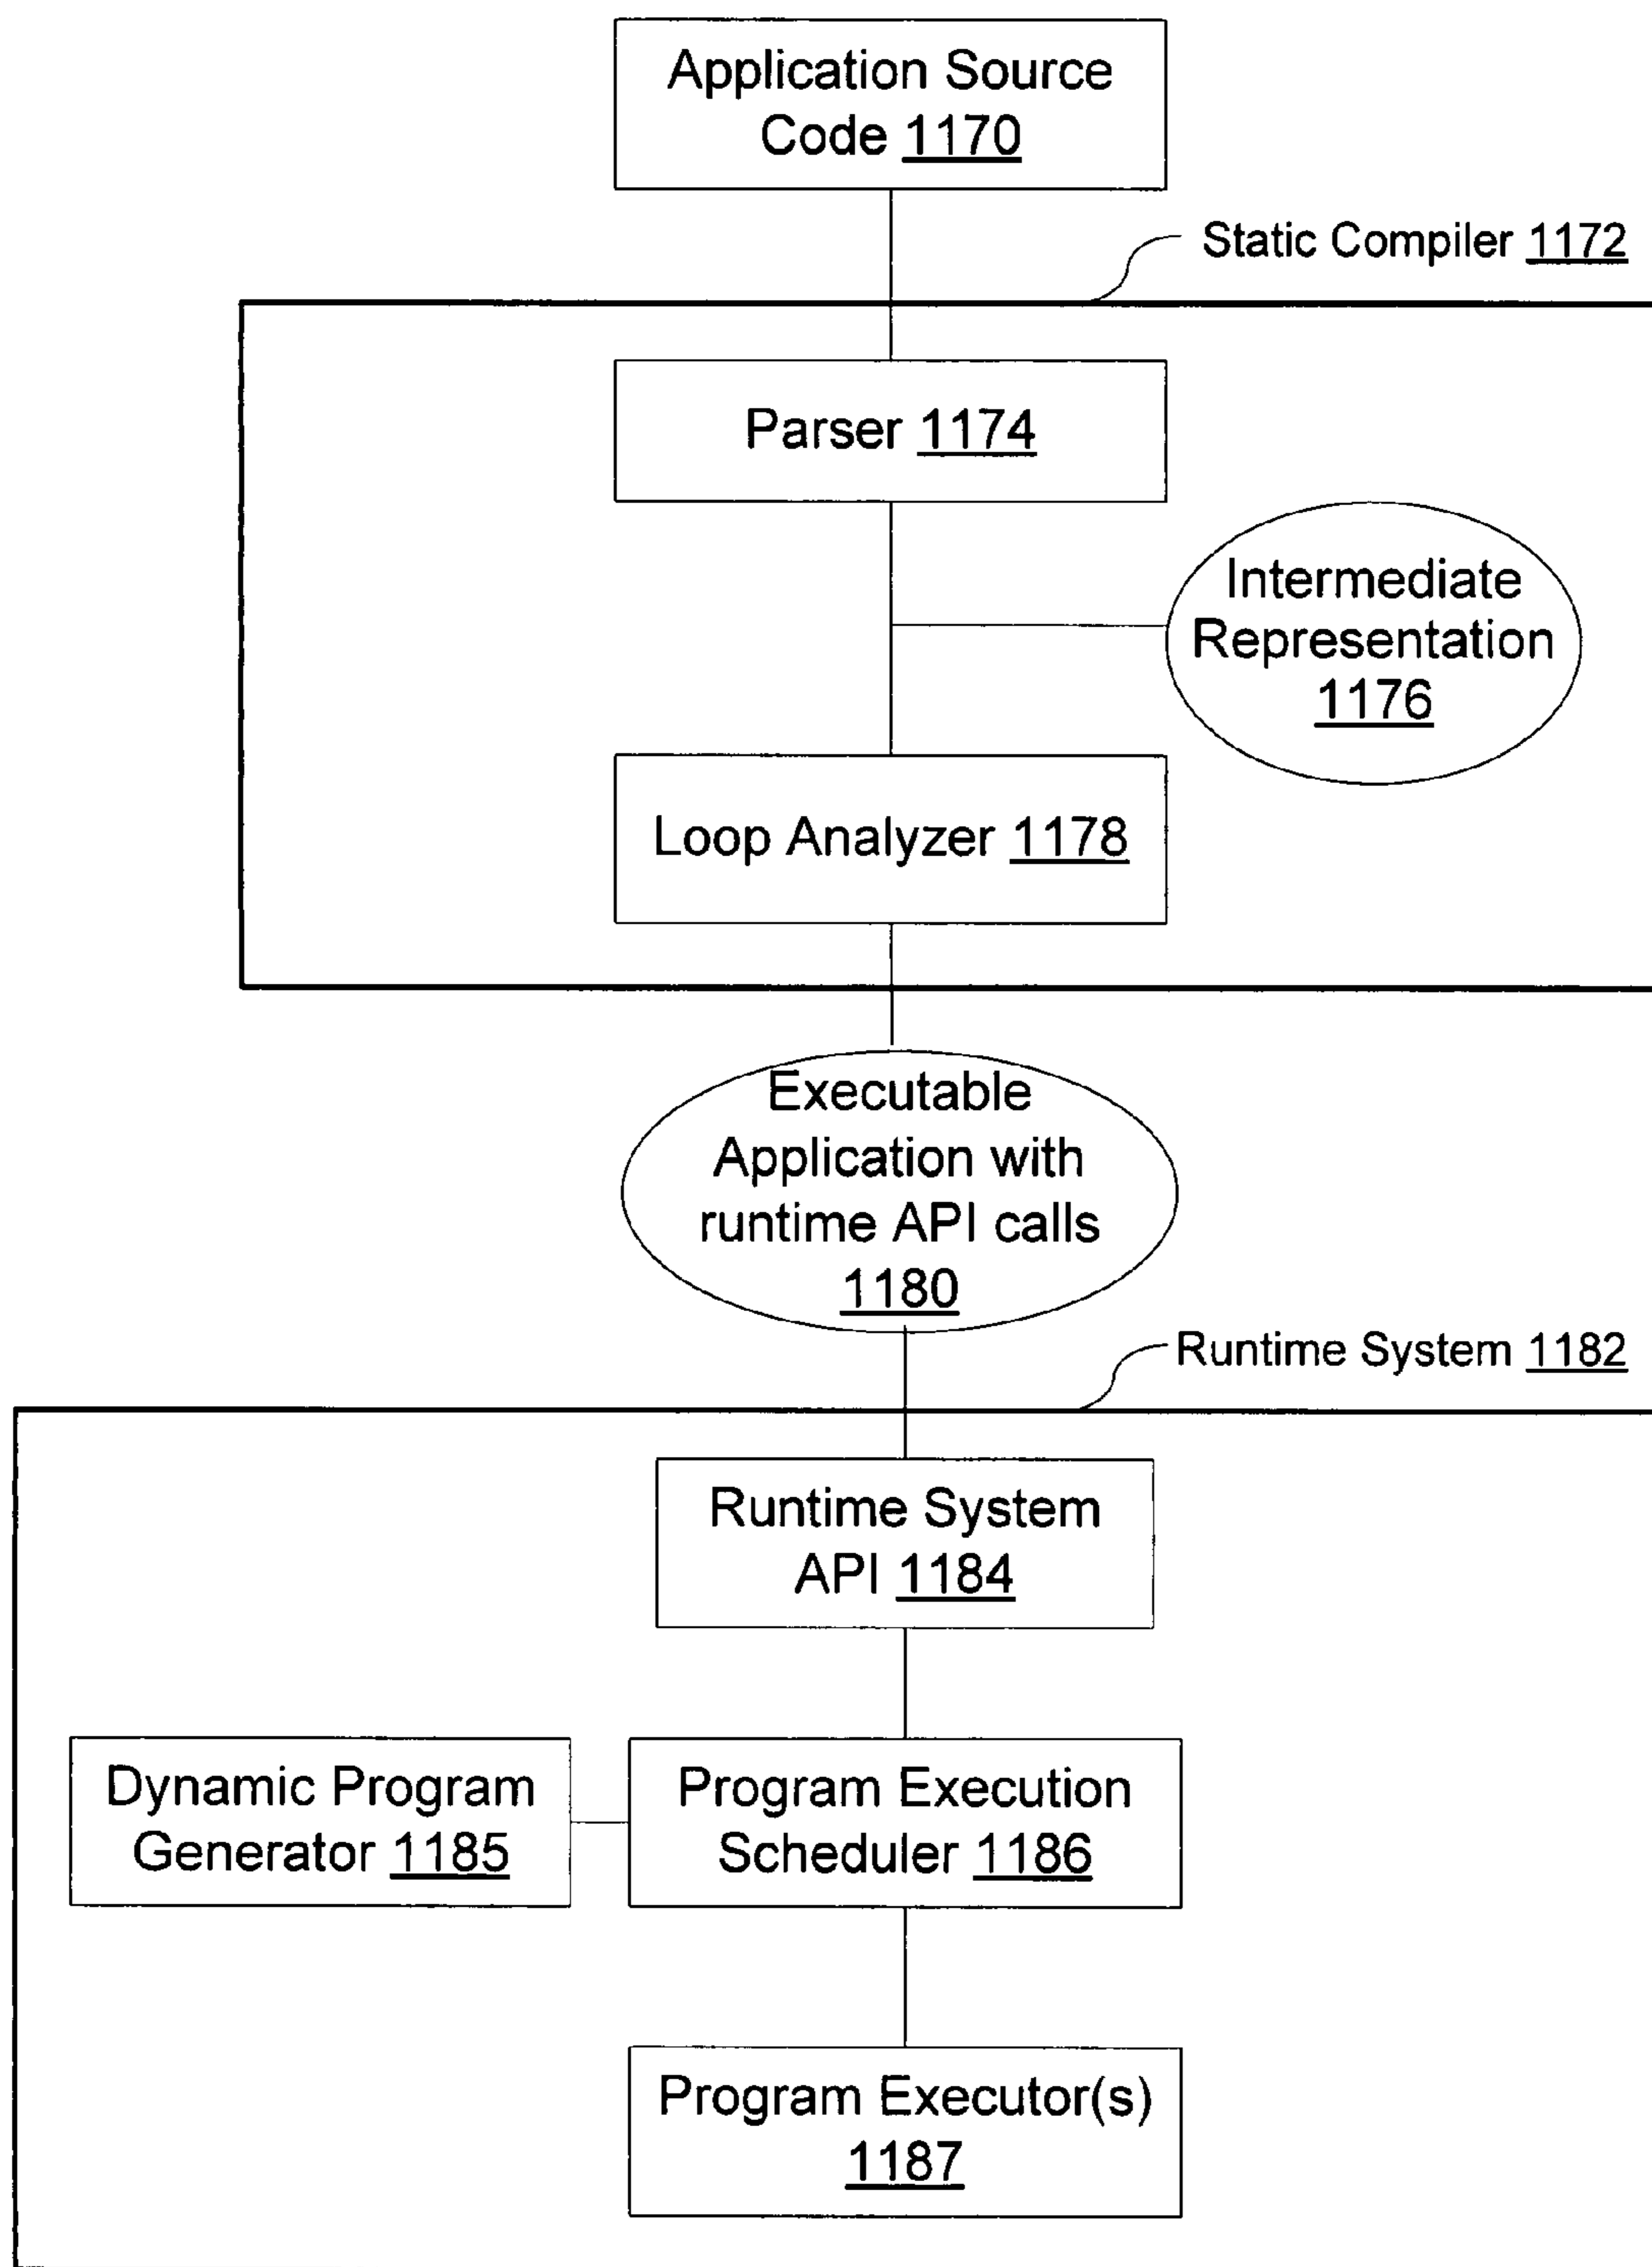 Application Source
Code 1170
Static Compiler 1172
Parser 1174
Intermediate
Representation
1176
Loop Analyzer 1178
Executable
Application with
runtime API calls
1180
Runtime System 1182
Runtime System
API 1184
Dynamic Program
Generator 1185
Program Execution
Scheduler 1186
Program Executor(s)
1187